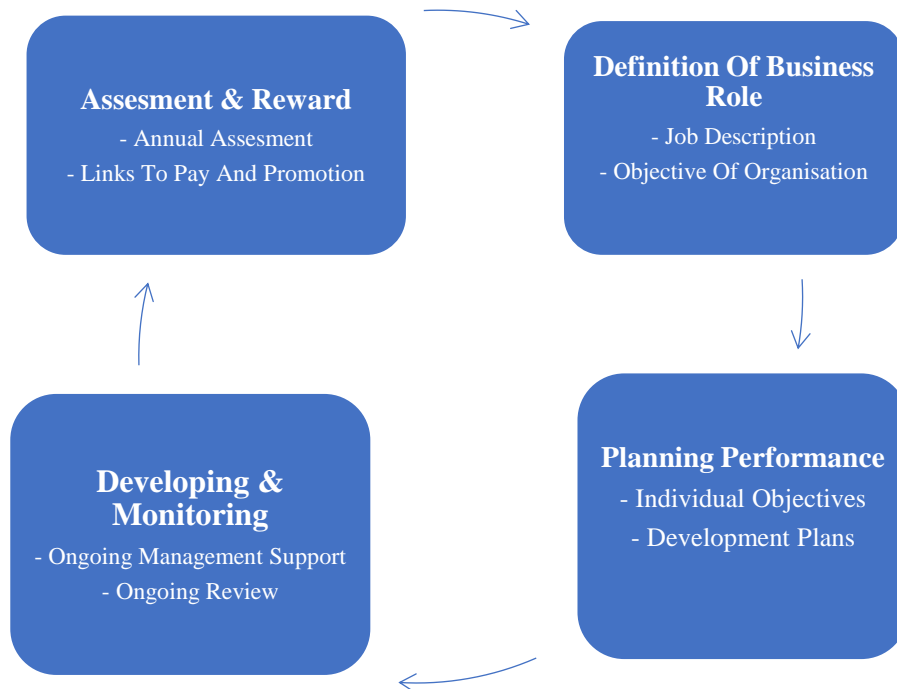 Assesment & Reward
- Annual Assesment
- Links To Pay And Promotion
Definition Of Business
Role
- Job Description
- Objective Of Organisation
Planning Performance
- Individual Objectives
- Development Plans
Developing &
Monitoring
- Ongoing Management Support
- Ongoing Review